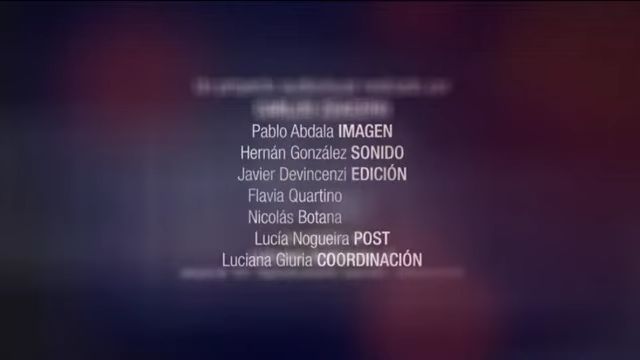 Pablo Abdala IMAGEN
Hernán González SONIDO
Javier Devincenzi EDICIÓN
Flavia Quartino
Nicolás Botana
Lucía Nogueira POST
Luciana Giuria COORDINACIÓN